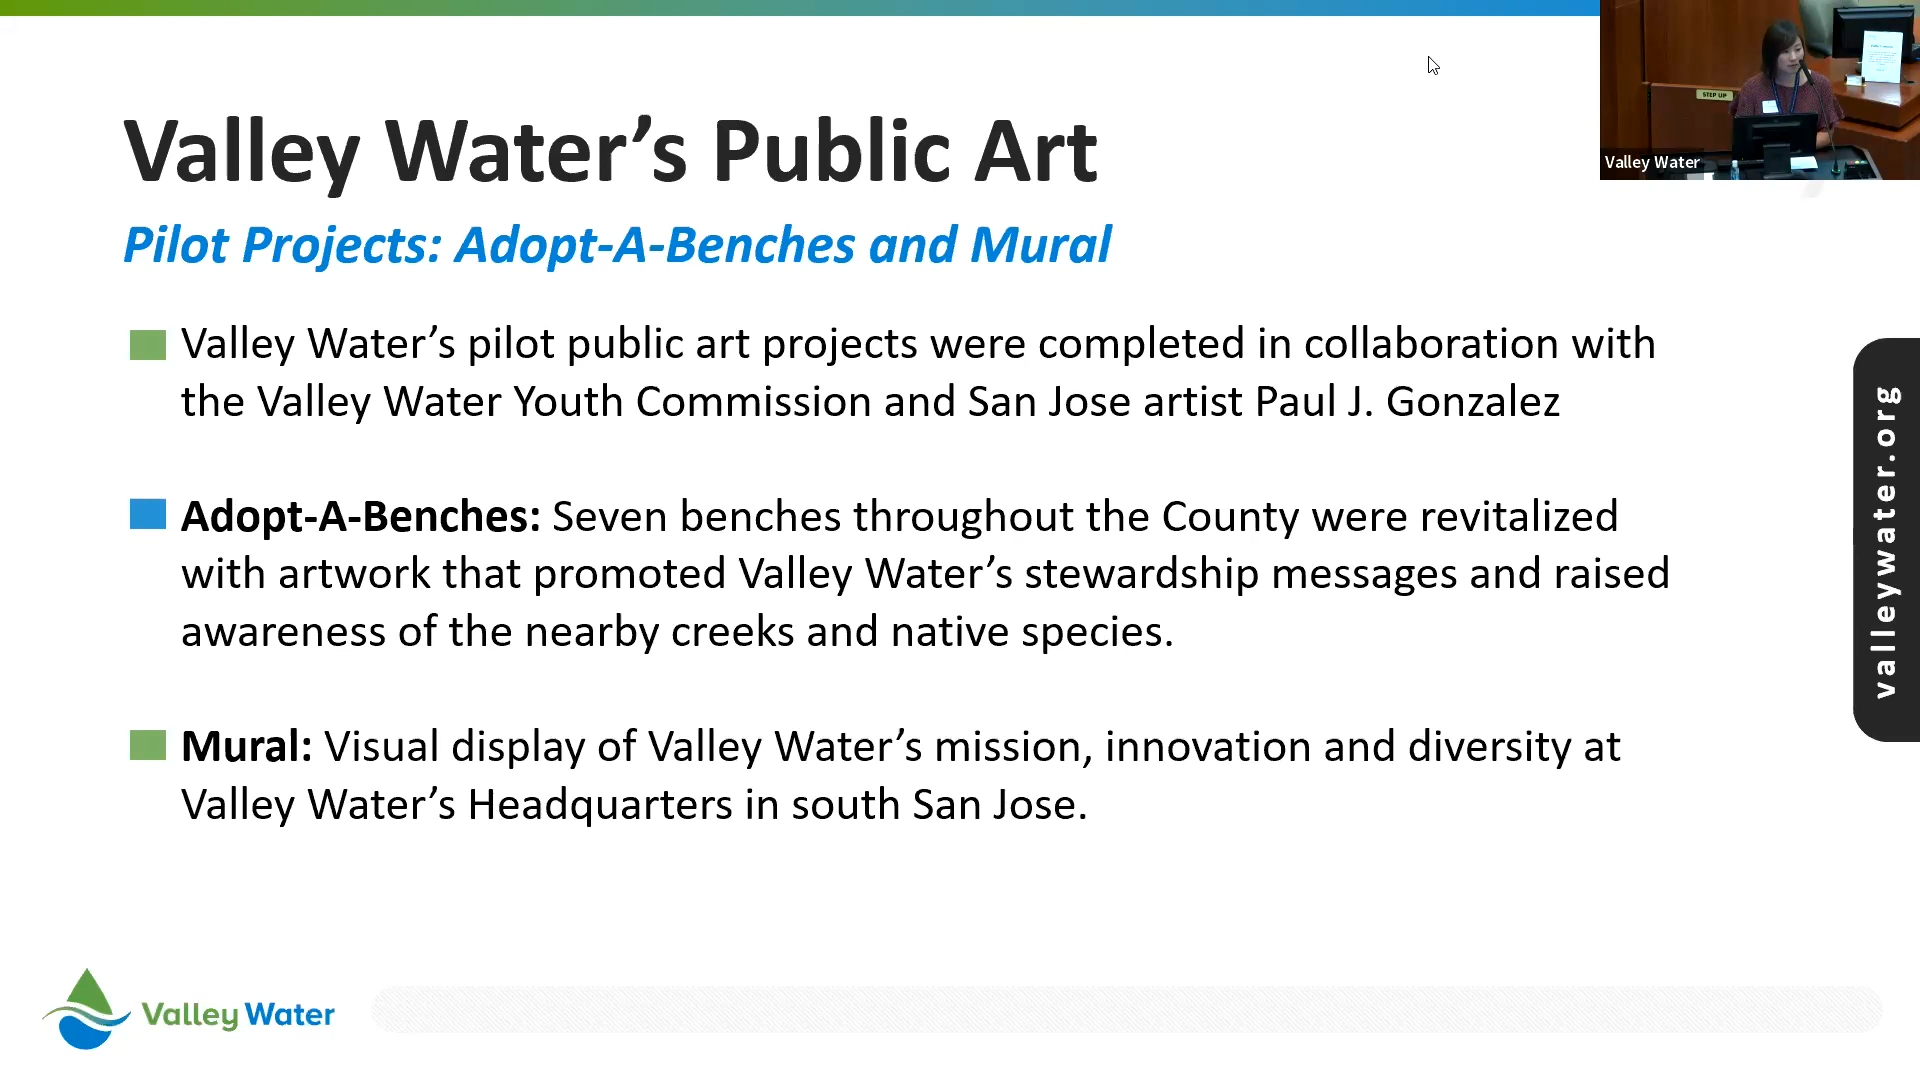 Valley Water’s Public Art
Pilot Projects: Adopt-A-Benches and Mural
Valley Water’s pilot public art projects were completed in collaboration with
the Valley Water Youth Commission and San Jose artist Paul J. Gonzalez
Adopt-A-Benches: Seven benches throughout the County were revitalized
with artwork that promoted Valley Water’s stewardship messages and raised
awareness of the nearby creeks and native species.
Mural: Visual display of Valley Water’s mission, innovation and diversity at
Valley Water’s Headquarters in south San Jose.
STEP UP
Valley Water
valleywater.org
Valley Water